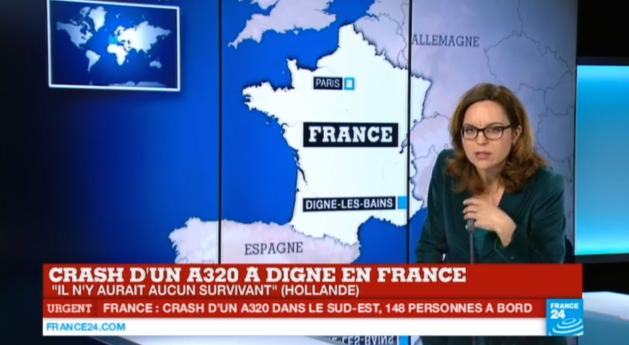 ALLEMAGNE
PARIS
FRANCE
DIGNE-LES-BAINS
ESPAGNE
CRASH D'UN A320 À DIGNE EN FRANCE
"IL N'Y AURAIT AUCUN SURVIVANT" (HOLLANDE)
URGENT FRANCE : CRASH D'UN A320 DANS LE SUD-EST, 148 PERSONNES A BORD
FRANCE 24
FRANCE24.COM